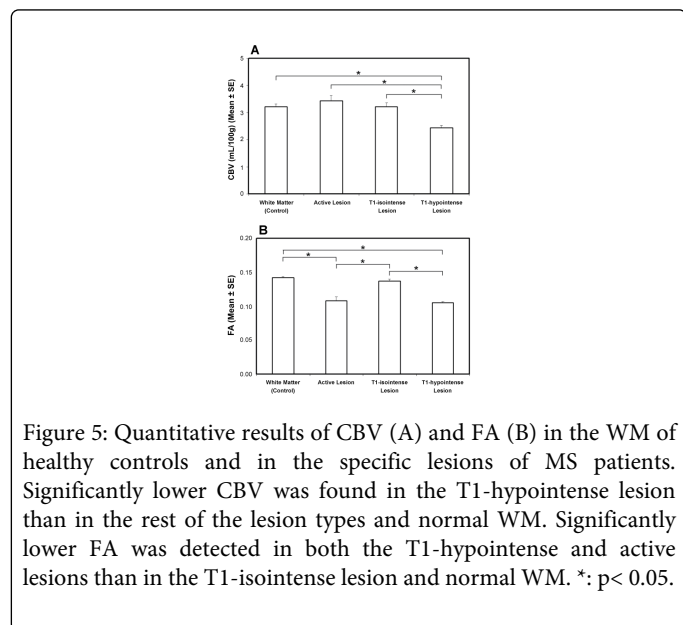 A
5
4
3
2
1
0
CBV (mL/100g) (Mean ± SE)
*
*
*
White Matter
(Control)
Active Lesion
T1-isointense
Lesion
T1-hypointense
Lesion
B
0.20
0.15
0.10
0.05
0.00
FA (Mean ± SE)
*
*
*
*
White Matter
(Control)
Active Lesion
T1-isointense
Lesion
T1-hypointense
Lesion
Figure 5: Quantitative results of CBV (A) and FA (B) in the WM of
healthy controls and in the specific lesions of MS patients.
Significantly lower CBV was found in the T1-hypointense lesion
than in the rest of the lesion types and normal WM. Significantly
lower FA was detected in both the T1-hypointense and active
lesions than in the T1-isointense lesion and normal WM. *: p< 0.05.